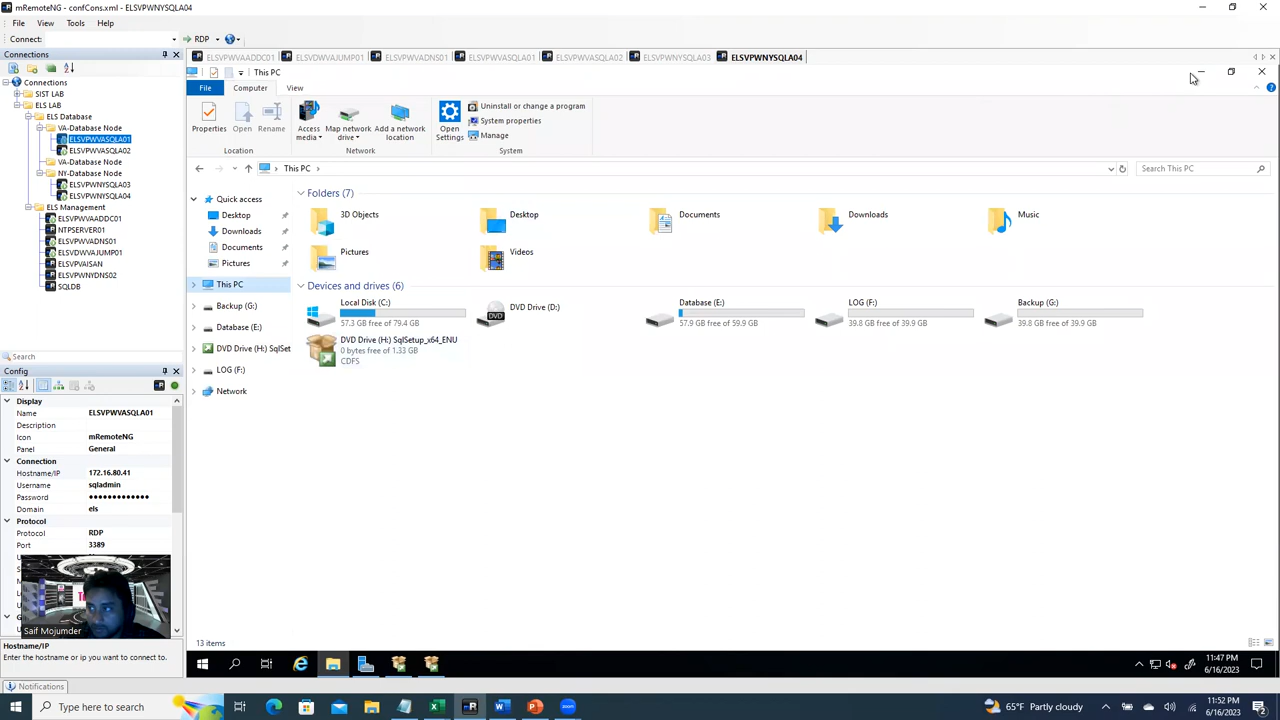 mRemoteNG - confCons.xml - ELSVPWNYSQLA04
File View Tools Help
Connect: RDP
Connections
Connections
SIST LAB
ELS LAB
ELS Database
VA-Database Node
ELSVPWVASQLA01
ELSVPWVASQLA02
VA-Database Node
NY-Database Node
ELSVPWNYSQLA03
ELSVPWNYSQLA04
ELS Management
ELSVPWVAADDC01
NTPSERVER01
ELSVPWVADNS01
ELSVDWVAJUMP01
ELSVPVAISAN
ELSVPWNYDNS02
SQLDB
Search
Config
Display
Name ELSVPWVASQLA01
Description
Icon mRemoteNG
Panel General
Connection
Hostname/IP 172.16.80.41
Username sqladmin
Password ●●●●●●●●●●●●●
Domain els
Protocol
Protocol RDP
Port 3389
Saif Mojumder
Hostname/IP
Enter the hostname or ip you want to connect to.
Notifications
ELSVPWVAADDC01 ELSVDWVAJUMP01 ELSVPWVADNS01 ELSVPWVASQLA01 ELSVPWVASQLA02 ELSVPWNYSQLA03 ELSVPWNYSQLA04
This PC
File Computer View
Properties Open Rename
Location
Access media Map network drive Add a network location
Network
Open Settings
Uninstall or change a program
System properties
Manage
System
This PC
Search This PC
Quick access
Desktop
Downloads
Documents
Pictures
This PC
Backup (G:)
Database (E:)
DVD Drive (H:) SqlSet
LOG (F:)
Network
Folders (7)
3D Objects Desktop Documents Downloads Music
Pictures Videos
Devices and drives (6)
Local Disk (C:)
57.3 GB free of 79.4 GB
DVD
DVD Drive (D:)
Database (E:)
57.9 GB free of 59.9 GB
LOG (F:)
39.8 GB free of 39.9 GB
Backup (G:)
39.8 GB free of 39.9 GB
DVD Drive (H:) SqlSetup_x64_ENU
0 bytes free of 1.33 GB
CDFS
13 items
11:47 PM
6/16/2023
Type here to search
65°F Partly cloudy
11:52 PM
6/16/2023
2